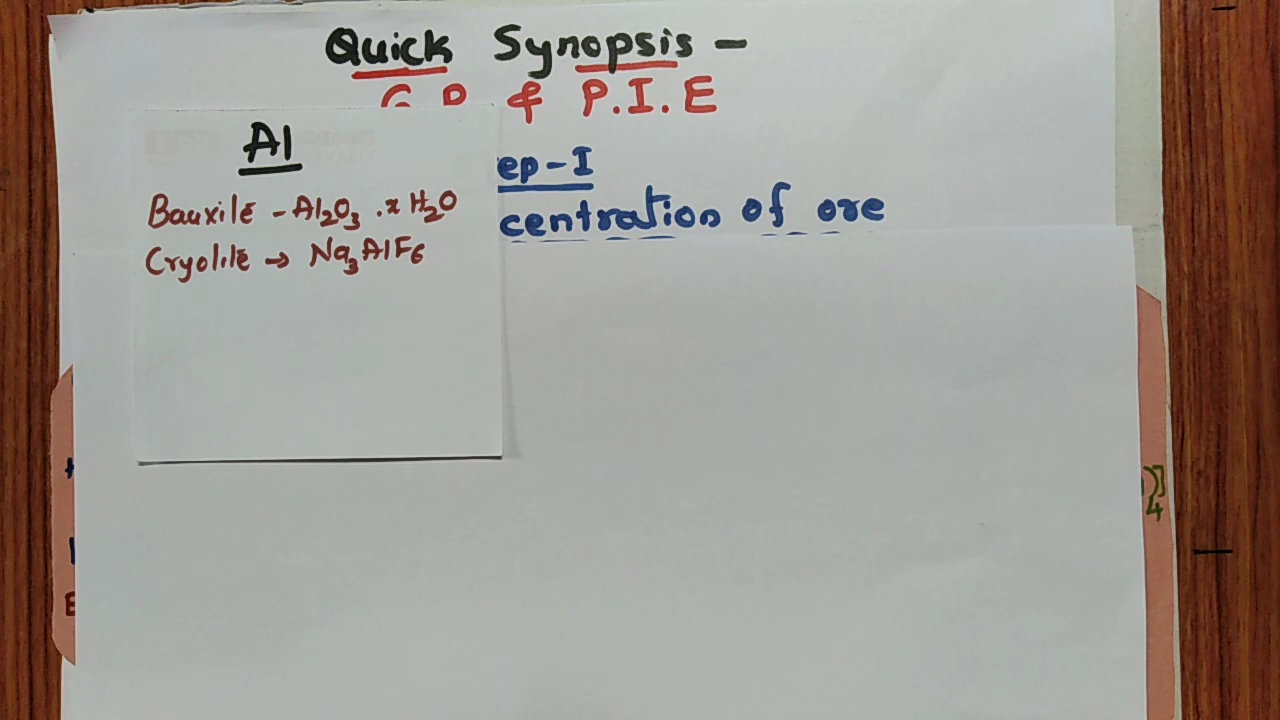 Quick Synopsis –
G P & P.I.E
Al
Bauxite – Al₂O₃ .x H₂O
Cryolite → Na₃AlF₆
ep – I
centration of ore